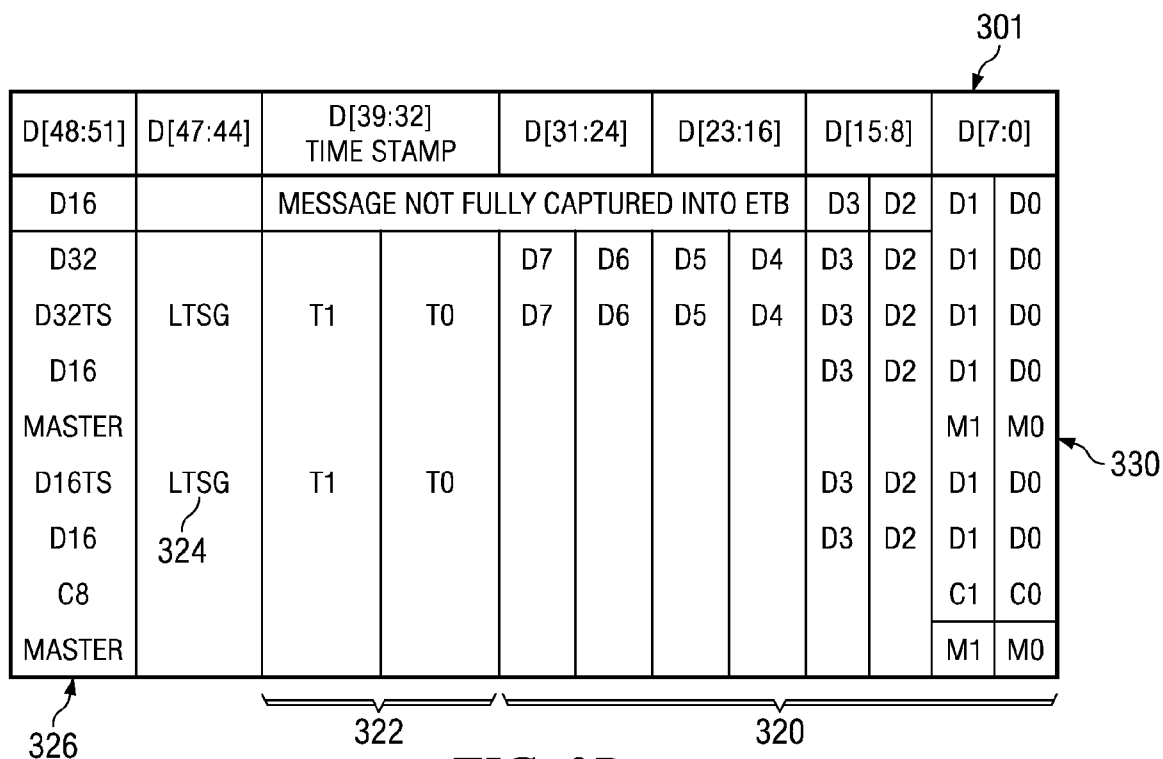 301
D[48:51] D[47:44] D[39:32] TIME STAMP D[31:24] D[23:16] D[15:8] D[7:0]
D16 MESSAGE NOT FULLY CAPTURED INTO ETB D3 D2 D1 D0
D32 D7 D6 D5 D4 D3 D2 D1 D0
D32TS LTSG T1 T0 D7 D6 D5 D4 D3 D2 D1 D0
D16 D3 D2 D1 D0
MASTER M1 M0
330
D16TS LTSG T1 T0 D3 D2 D1 D0
D16 324 D3 D2 D1 D0
C8 C1 C0
MASTER M1 M0
326 322 320